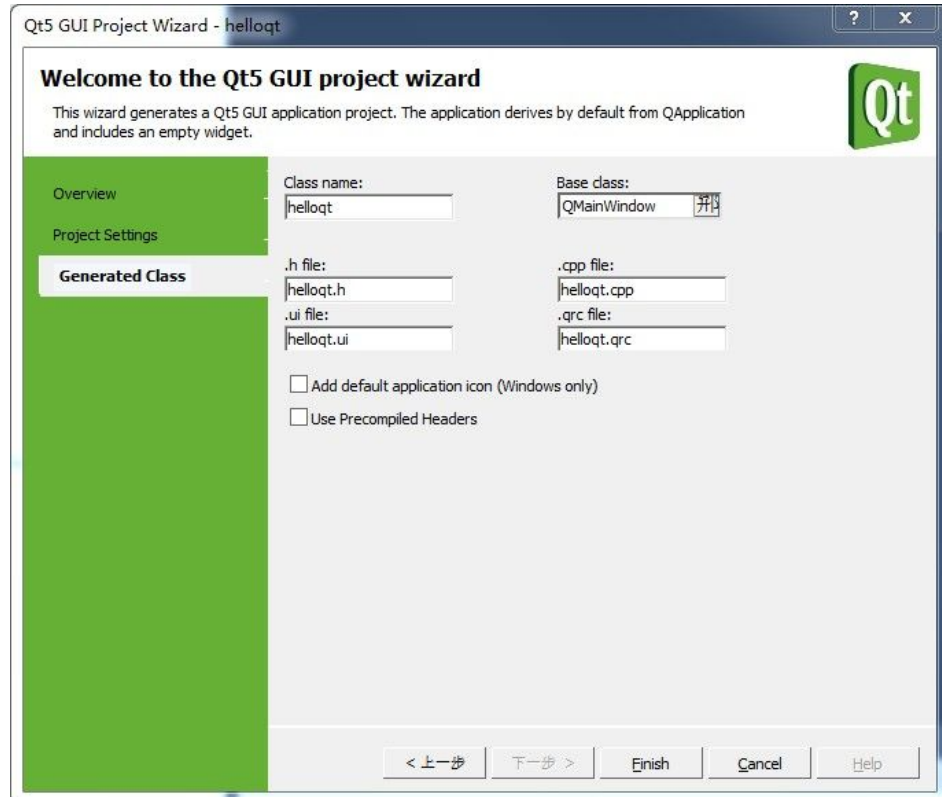 Qt5 GUI Project Wizard - helloqt
?
x
Welcome to the Qt5 GUI project wizard
This wizard generates a Qt5 GUI application project. The application derives by default from QApplication
and includes an empty widget.
Qt
Overview
Project Settings
Generated Class
Class name:
Base class:
helloqt
QMainWindow
.h file:
.cpp file:
helloqt.h
helloqt.cpp
.ui file:
.qrc file:
helloqt.ui
helloqt.qrc
Add default application icon (Windows only)
Use Precompiled Headers
< 上一步
下一步 >
Finish
Cancel
Help